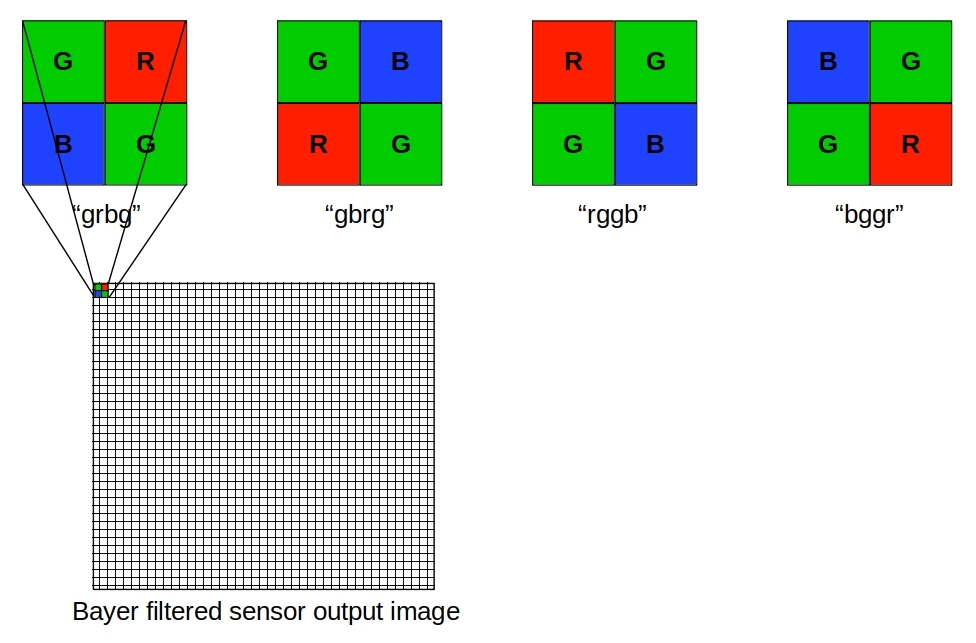 G R G B R G B G
B G R G G B G R
“grbg” “gbrg” “rggb” “bggr”
Bayer filtered sensor output image